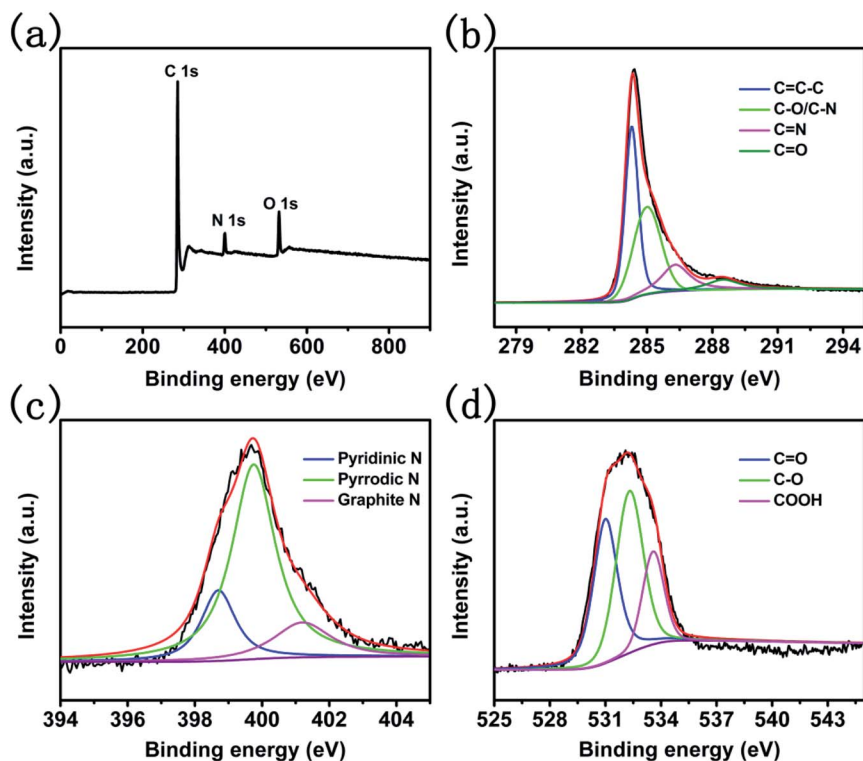 (a)
C 1s
N 1s
O 1s
Intensity (a.u.)
0 200 400 600 800
Binding energy (eV)
(b)
C=C-C
C-O/C-N
C=N
C=O
Intensity (a.u.)
279 282 285 288 291 294
Binding energy (eV)
(c)
Pyridinic N
Pyrrodic N
Graphite N
Intensity (a.u.)
394 396 398 400 402 404
Binding energy (eV)
(d)
C=O
C-O
COOH
Intensity (a.u.)
525 528 531 534 537 540 543
Binding energy (eV)